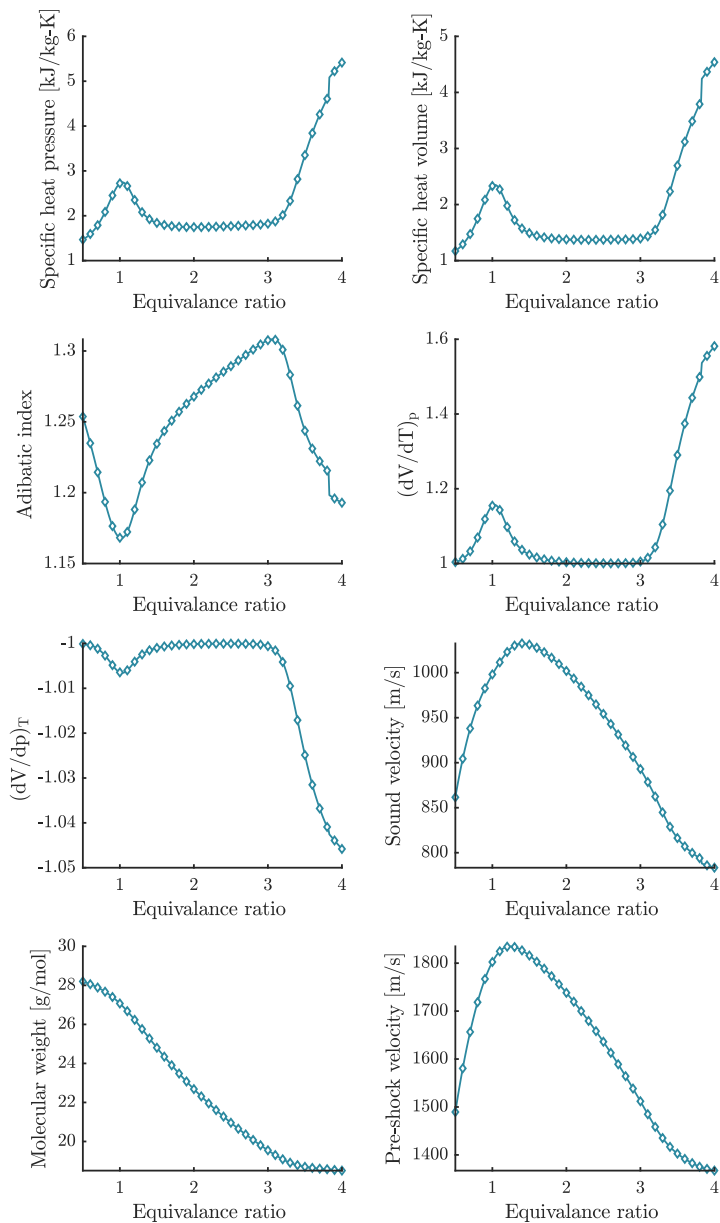 Specific heat pressure [kJ/kg-K]
6
5
4
3
2
1
1 2 3 4
Equivalance ratio
Specific heat volume [kJ/kg-K]
5
4
3
2
1
1 2 3 4
Equivalance ratio
Adibatic index
1.3
1.25
1.2
1.15
1 2 3 4
Equivalance ratio
(dV/dT)p
1.6
1.4
1.2
1
1 2 3 4
Equivalance ratio
(dV/dp)T
-1
-1.01
-1.02
-1.03
-1.04
-1.05
1 2 3 4
Equivalance ratio
Sound velocity [m/s]
1000
950
900
850
800
1 2 3 4
Equivalance ratio
Molecular weight [g/mol]
30
28
26
24
22
20
1 2 3 4
Equivalance ratio
Pre-shock velocity [m/s]
1800
1700
1600
1500
1400
1 2 3 4
Equivalance ratio